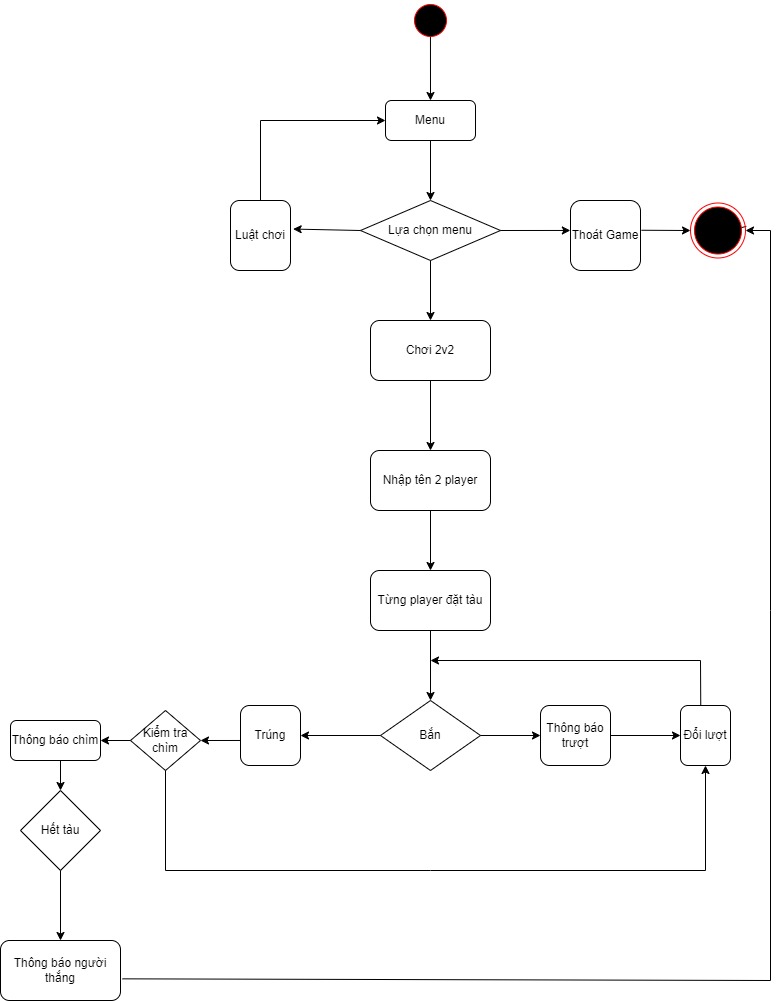 Menu
Luật chơi
Lựa chọn menu
Thoát Game
Chơi 2v2
Nhập tên 2 player
Từng player đặt tàu
Thông báo chìm
Kiểm tra
chìm
Trúng
Bắn
Thông báo
trượt
Đổi lượt
Hết tàu
Thông báo người
thắng